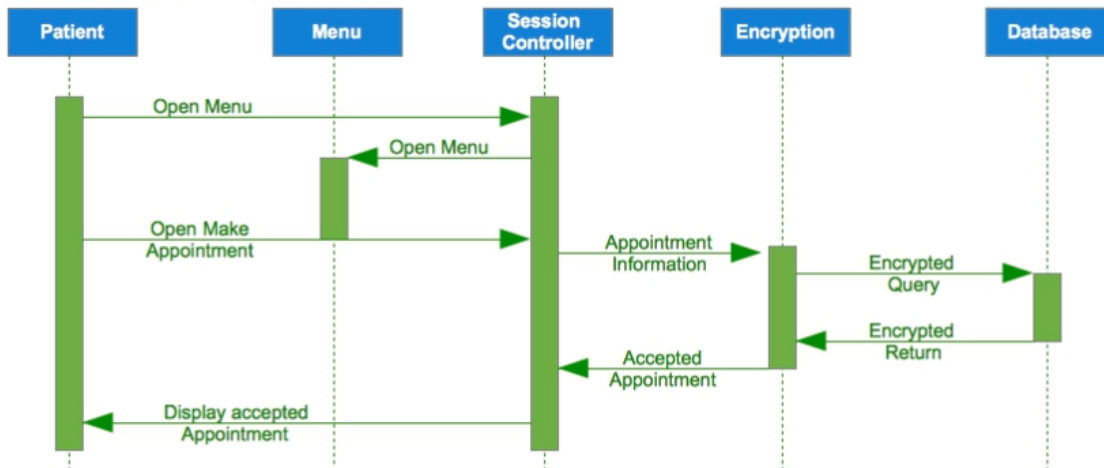 Patient
Menu
Session
Controller
Encryption
Database
Open Menu
Open Menu
Open Make
Appointment
Appointment
Information
Encrypted
Query
Encrypted
Return
Accepted
Appointment
Display accepted
Appointment